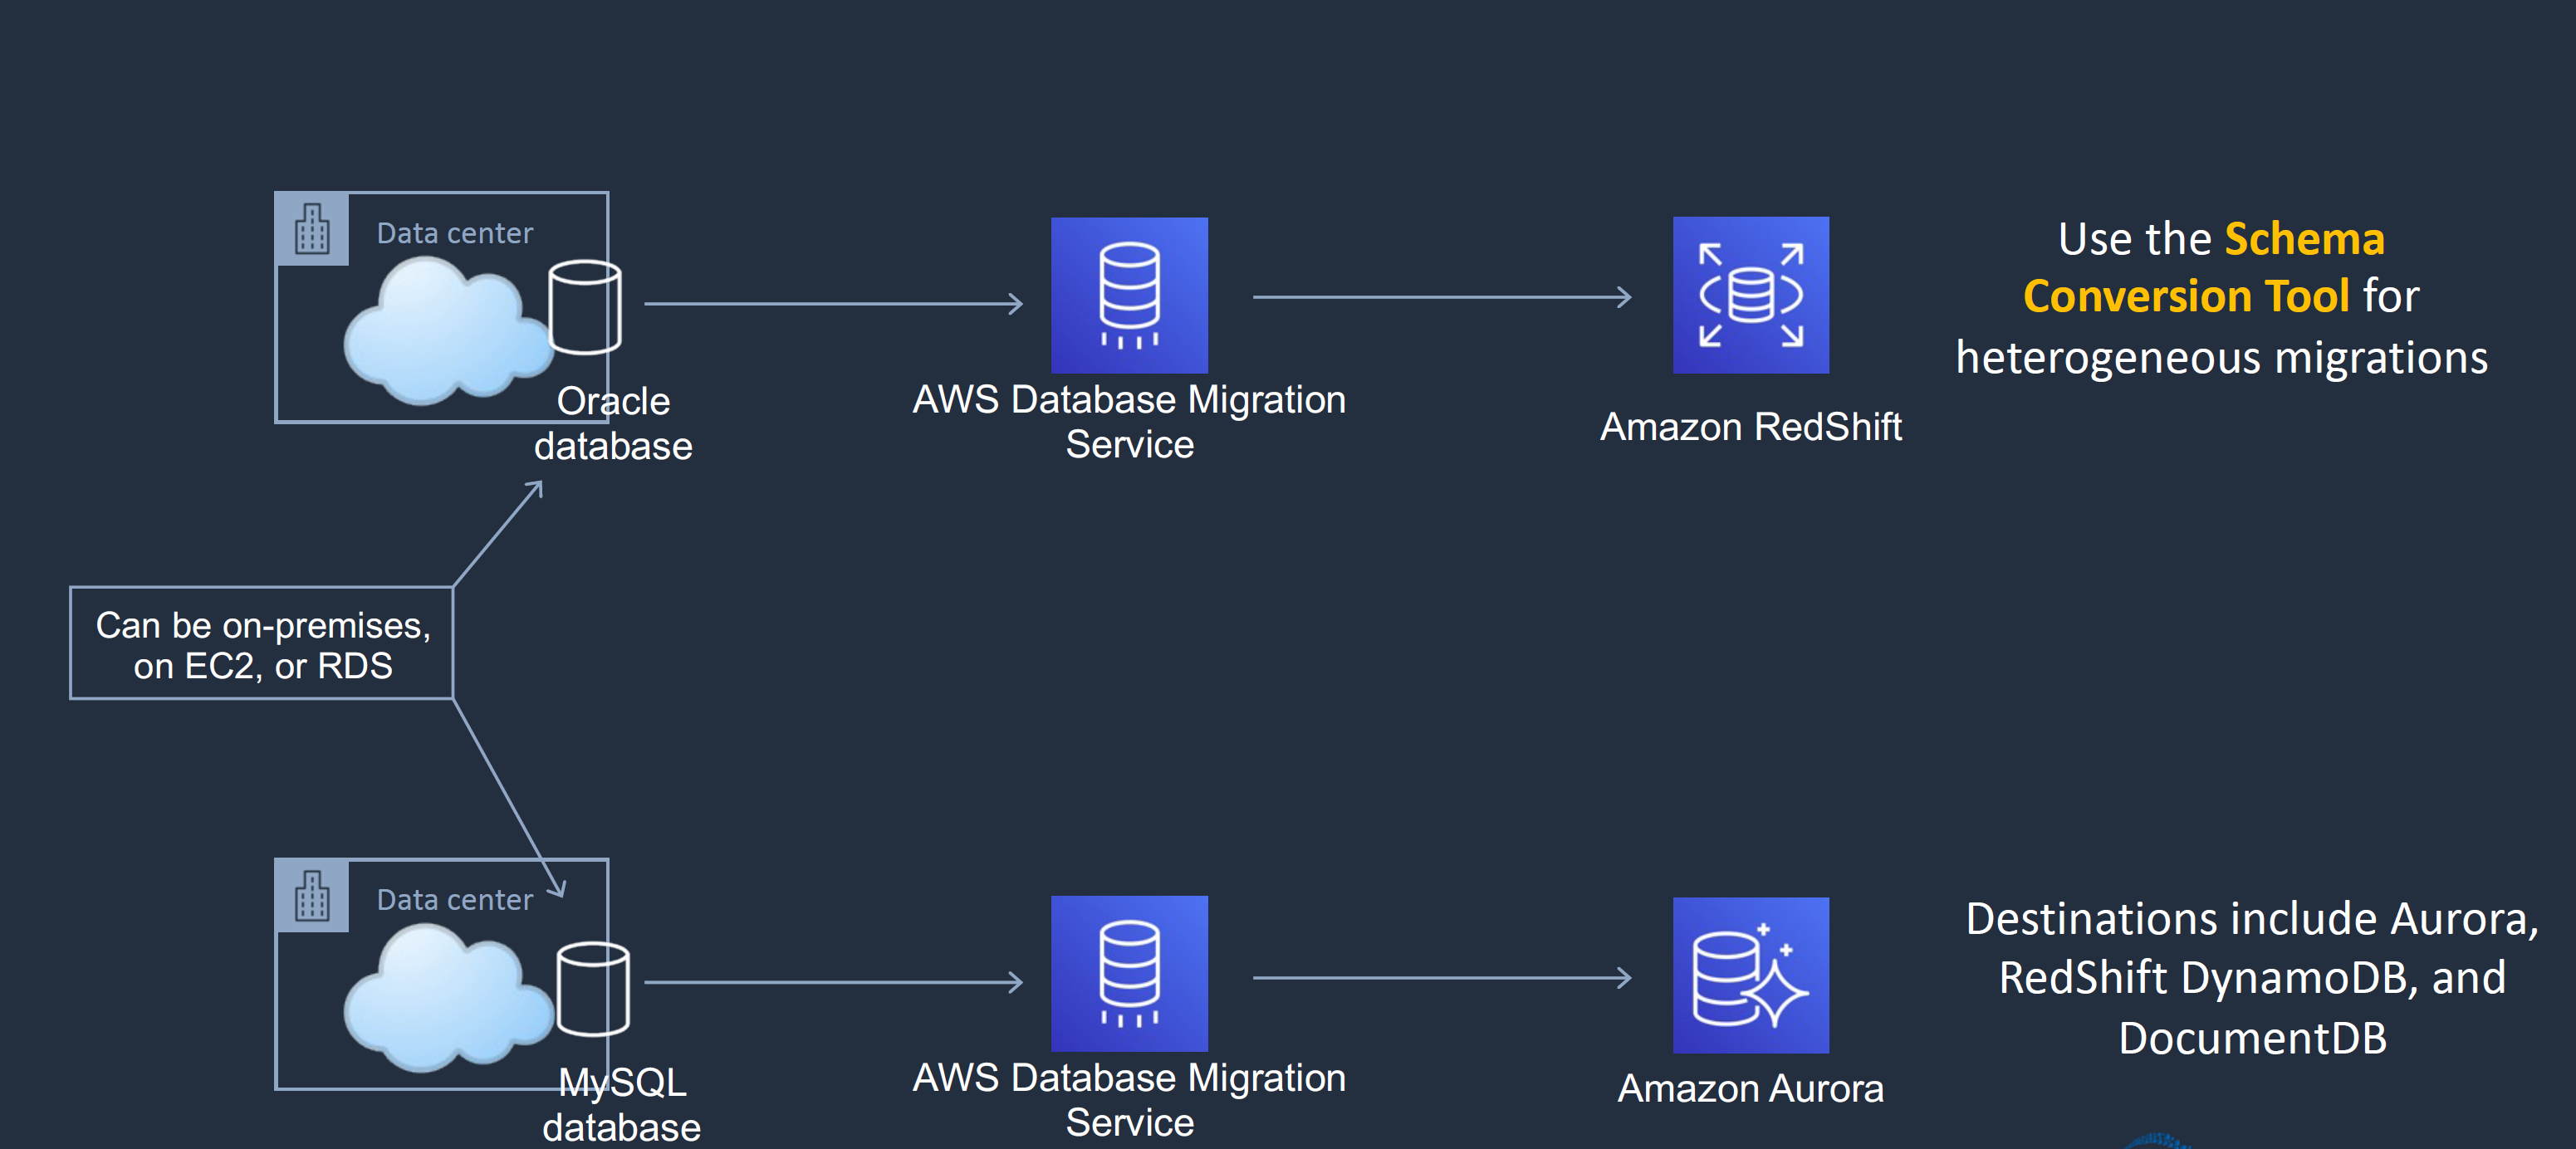 Data center
Oracle
database
AWS Database Migration
Service
Amazon RedShift
Use the Schema
Conversion Tool for
heterogeneous migrations
Can be on-premises,
on EC2, or RDS
Data center
MySQL
database
AWS Database Migration
Service
Amazon Aurora
Destinations include Aurora,
RedShift DynamoDB, and
DocumentDB